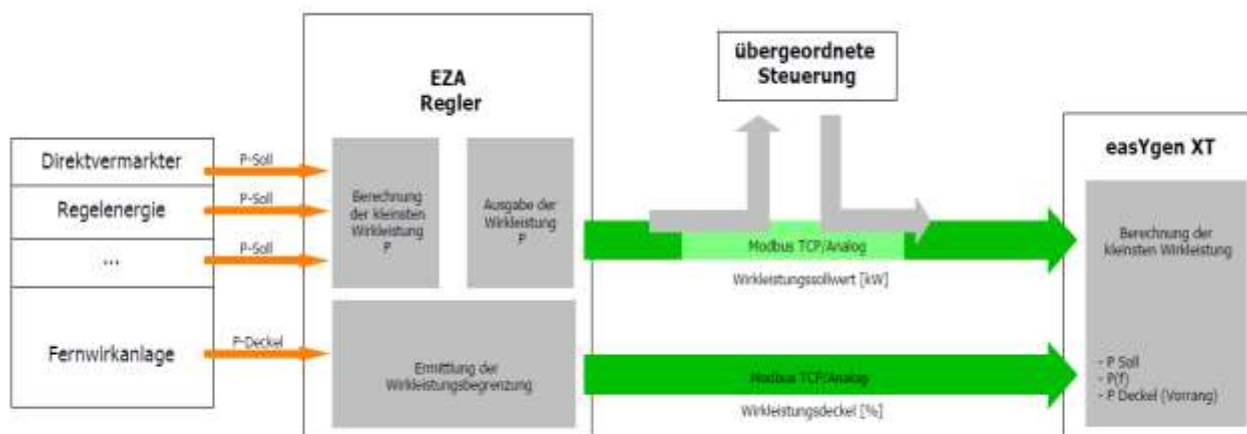 übergeordnete
Steuerung
EZA
Regler
easYgen XT
Direktvermarkter
P-Soll
Regelenergie
P-Soll
...
P-Soll
Fernwirkanlage
P-Deckel
Berechnung
der kleinsten
Wirkleistung
P
Ausgabe der
Wirkleistung
P
Ermittlung der
Wirkleistungsbegrenzung
Modbus TCP/Analog
Wirkleistungssollwert [kW]
Modbus TCP/Analog
Wirkleistungsdeckel [%]
Berechnung der
kleinsten Wirkleistung
- P Soll
- P(f)
- P Deckel (Vorrang)